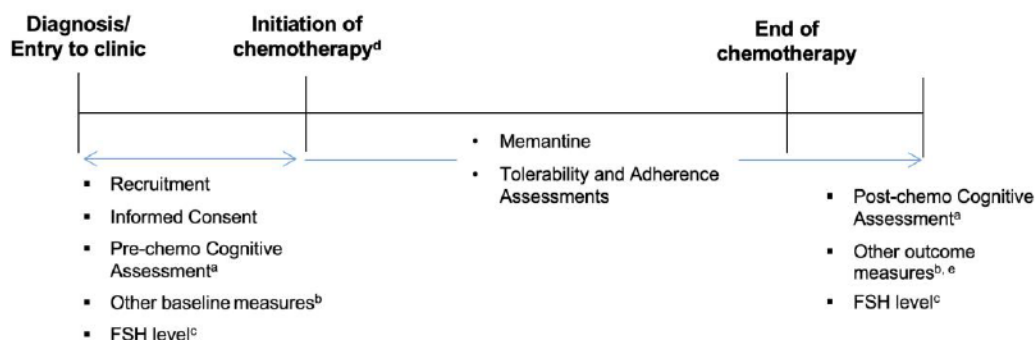 Diagnosis/
Entry to clinic
Initiation of
chemotherapyᵈ
End of
chemotherapy
• Memantine
• Tolerability and Adherence
Assessments
▪ Recruitment
▪ Informed Consent
▪ Pre-chemo Cognitive
Assessmentᵃ
▪ Other baseline measuresᵇ
▪ FSH levelᶜ
▪ Post-chemo Cognitive
Assessmentᵃ
▪ Other outcome
measuresᵇ, ᵉ
▪ FSH levelᶜ